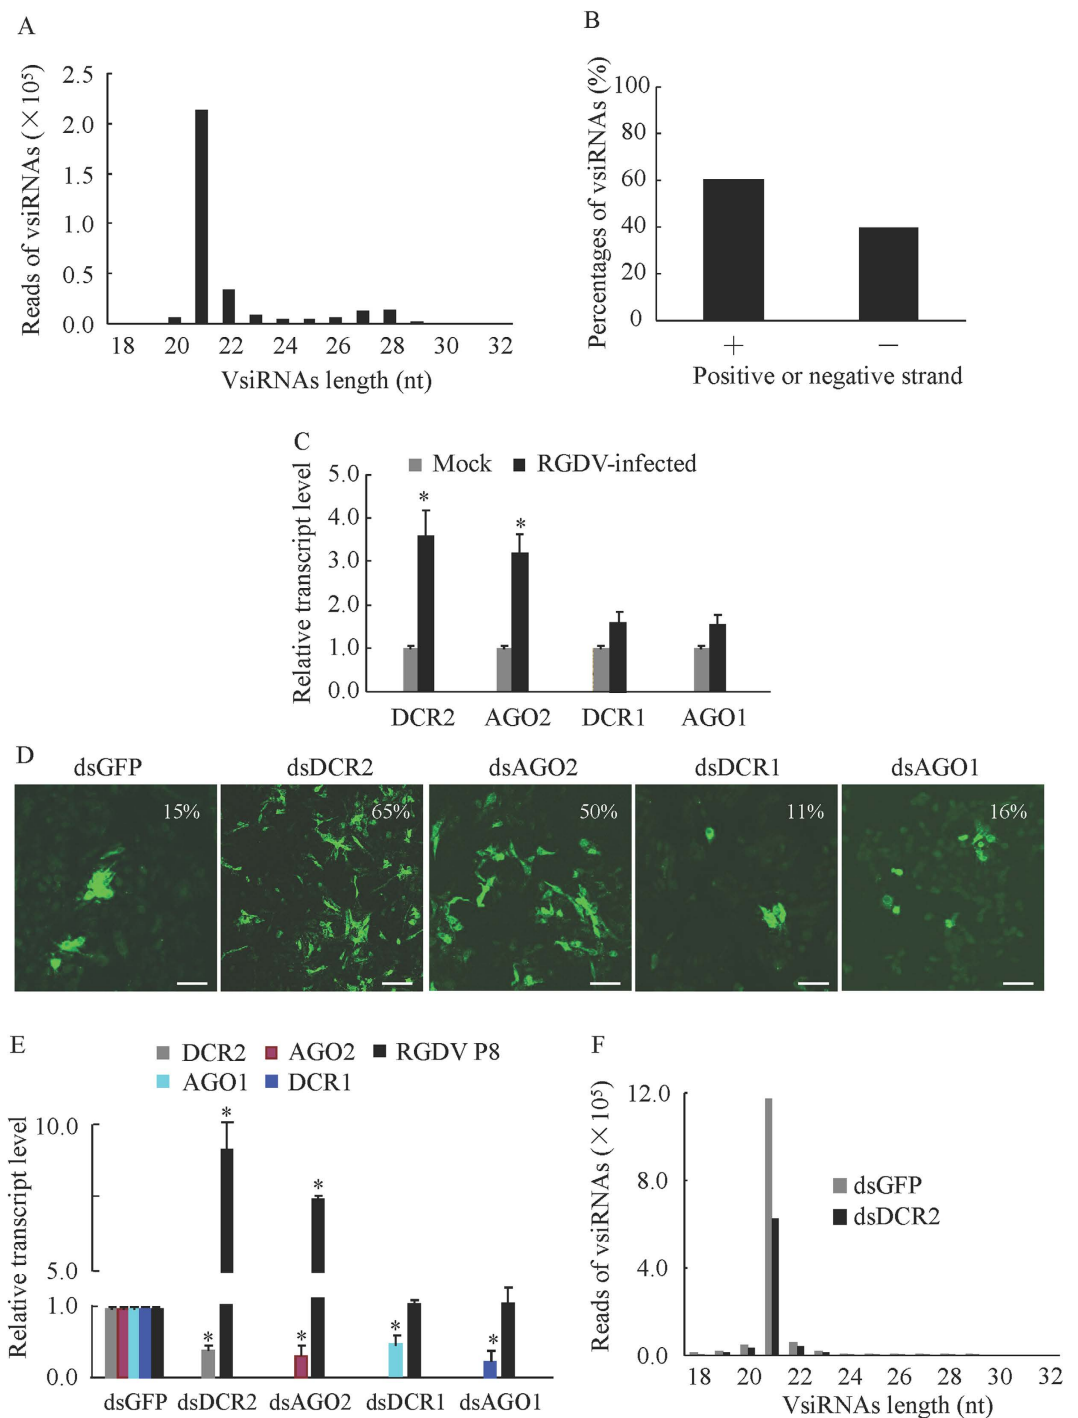 A
Reads of vsiRNAs (×10⁵)
2.5
2.0
1.5
1.0
0.5
0.0
18 20 22 24 26 28 30 32
VsiRNAs length (nt)
B
Percentages of vsiRNAs (%)
100
80
60
40
20
0
+ −
Positive or negative strand
C
Mock RGDV-infected
Relative transcript level
5.0
4.0
3.0
2.0
1.0
0.0
* *
DCR2 AGO2 DCR1 AGO1
D
dsGFP dsDCR2 dsAGO2 dsDCR1 dsAGO1
15% 65% 50% 11% 16%
E
DCR2 AGO2 RGDV P8
AGO1 DCR1
Relative transcript level
10.0
5.0
1.0
0.0
* * * * * *
dsGFP dsDCR2 dsAGO2 dsDCR1 dsAGO1
F
Reads of vsiRNAs (×10⁵)
12.0
8.0
4.0
0.0
dsGFP
dsDCR2
18 20 22 24 26 28 30 32
VsiRNAs length (nt)